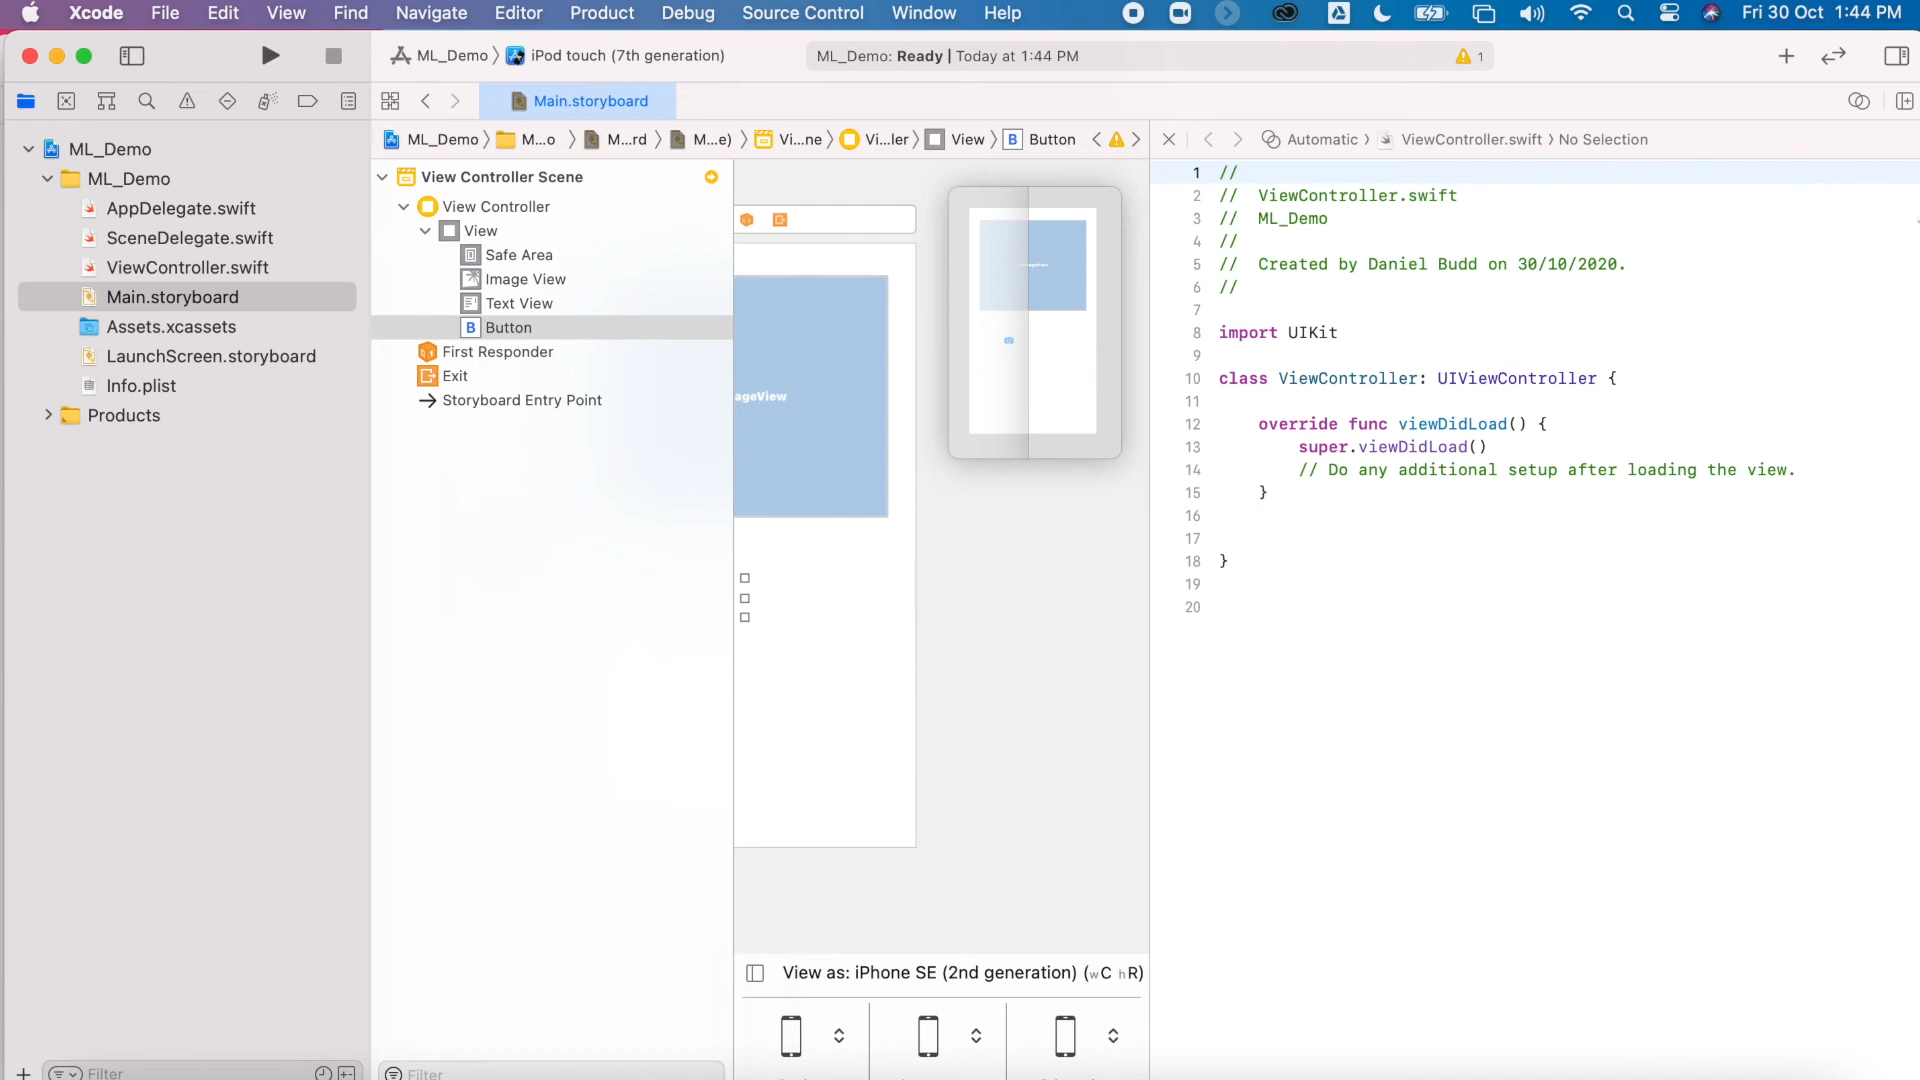 Xcode File Edit View Find Navigate Editor Product Debug Source Control Window Help Fri 30 Oct 1:44 PM
ML_Demo iPod touch (7th generation) ML_Demo: Ready | Today at 1:44 PM 1
Main.storyboard
ML_Demo M...o M...rd M...e) Vi...ne Vi...ler View B Button Automatic ViewController.swift No Selection
ML_Demo
ML_Demo
AppDelegate.swift
SceneDelegate.swift
ViewController.swift
Main.storyboard
Assets.xcassets
LaunchScreen.storyboard
Info.plist
Products
Filter
View Controller Scene
View Controller
View
Safe Area
Image View
Text View
B Button
First Responder
Exit
Storyboard Entry Point
Filter
ageView
View as: iPhone SE (2nd generation) (wC hR)
1 //
2 // ViewController.swift
3 // ML_Demo
4 //
5 // Created by Daniel Budd on 30/10/2020.
6 //
7
8 import UIKit
9
10 class ViewController: UIViewController {
11
12 override func viewDidLoad() {
13 super.viewDidLoad()
14 // Do any additional setup after loading the view.
15 }
16
17
18 }
19
20